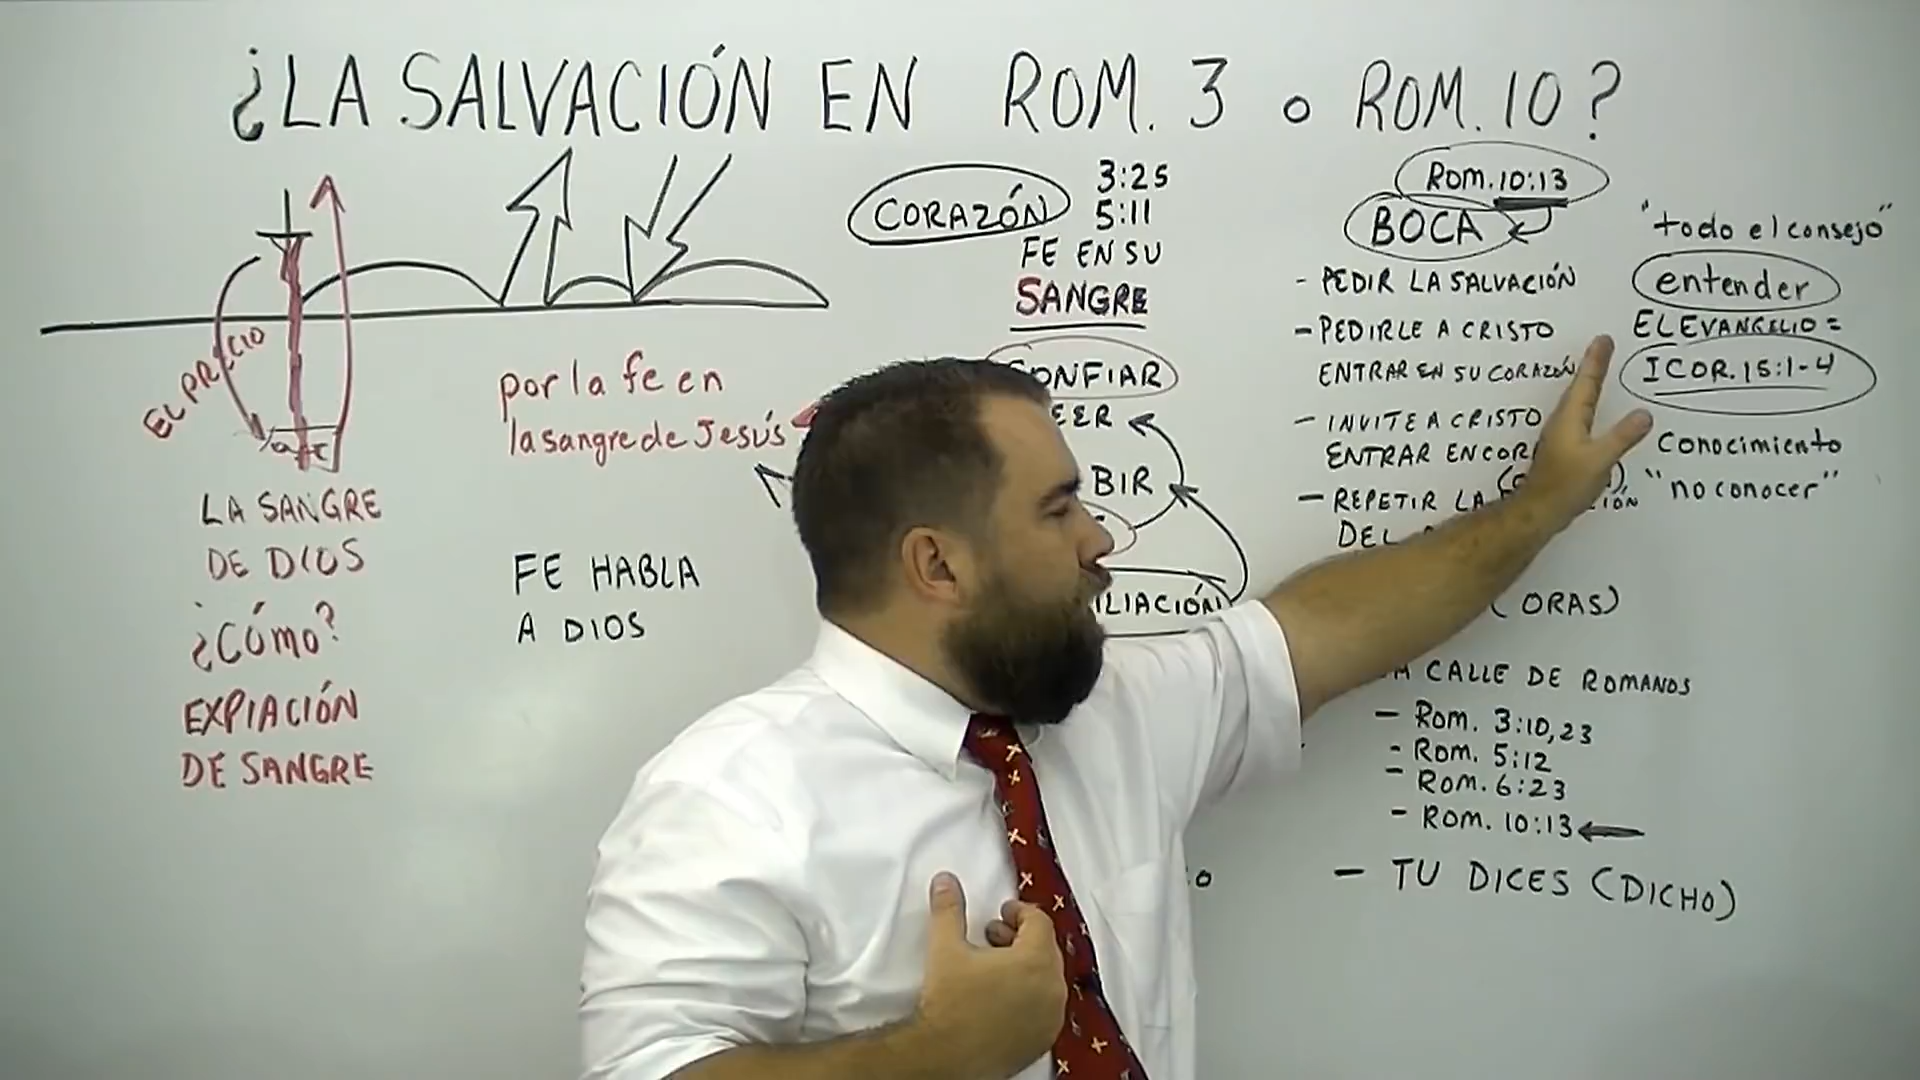 ¿LA SALVACIÓN EN ROM. 3 o ROM. 10?
EL PRECIO
LA SANGRE
DE DIOS
¿CÓMO?
EXPIACIÓN
DE SANGRE
por la fe en
la sangre de Jesús
FE HABLA
A DIOS
CORAZÓN
3:25
5:11
FE EN SU
SANGRE
CONFIAR
EER
BIR
ILIACIÓN
Rom. 10:13
BOCA
- PEDIR LA SALVACIÓN
- PEDIRLE A CRISTO
ENTRAR EN SU CORAZÓN
- INVITE A CRISTO
ENTRAR EN COR
- REPETIR LA
DEL
(ORAS)
CALLE DE ROMANOS
- Rom. 3:10,23
- Rom. 5:12
- Rom. 6:23
- Rom. 10:13
- TU DICES (DICHO)
"todo el consejo"
entender
EL EVANGELIO =
I COR. 15:1-4
Conocimiento
"no conocer"